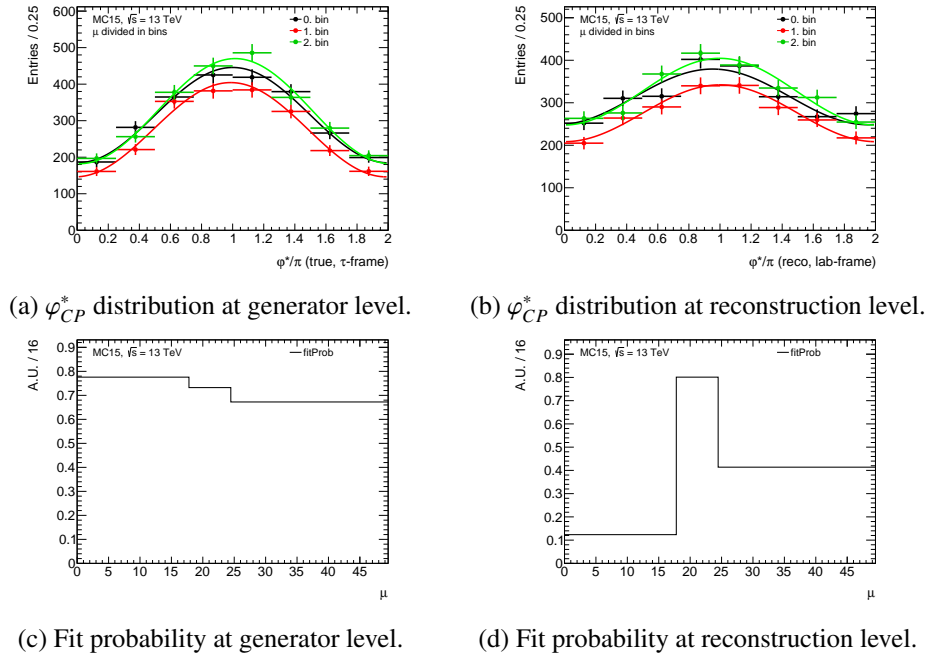 MC15, √s = 13 TeV
μ divided in bins
0. bin
1. bin
2. bin
Entries / 0.25
600
500
400
300
200
100
0
0 0.2 0.4 0.6 0.8 1 1.2 1.4 1.6 1.8 2
φ*/π (true, τ-frame)
MC15, √s = 13 TeV
μ divided in bins
0. bin
1. bin
2. bin
Entries / 0.25
500
400
300
200
100
0
0 0.2 0.4 0.6 0.8 1 1.2 1.4 1.6 1.8 2
φ*/π (reco, lab-frame)
(a) φ*CP distribution at generator level.
(b) φ*CP distribution at reconstruction level.
MC15, √s = 13 TeV
fitProb
A.U. / 16
0.9
0.8
0.7
0.6
0.5
0.4
0.3
0.2
0.1
0
0 5 10 15 20 25 30 35 40 45
μ
MC15, √s = 13 TeV
fitProb
A.U. / 16
0.9
0.8
0.7
0.6
0.5
0.4
0.3
0.2
0.1
0
0 5 10 15 20 25 30 35 40 45
μ
(c) Fit probability at generator level.
(d) Fit probability at reconstruction level.